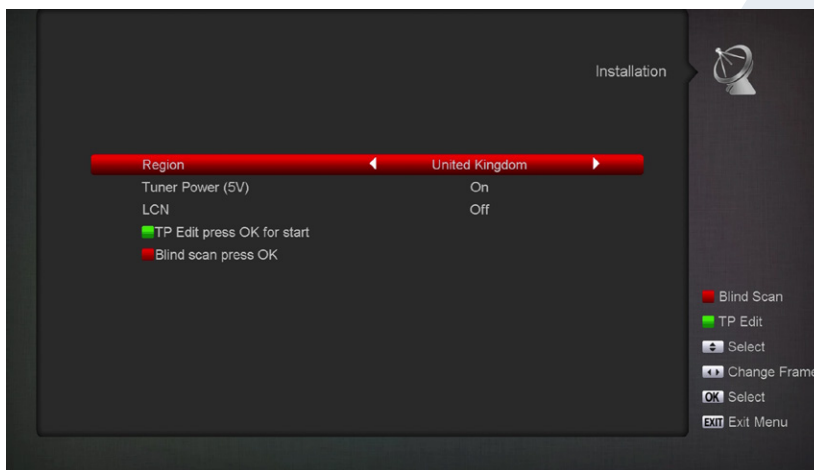 Installation
Region United Kingdom
Tuner Power (5V) On
LCN Off
TP Edit press OK for start
Blind scan press OK
Blind Scan
TP Edit
Select
Change Frame
OK Select
EXIT Exit Menu